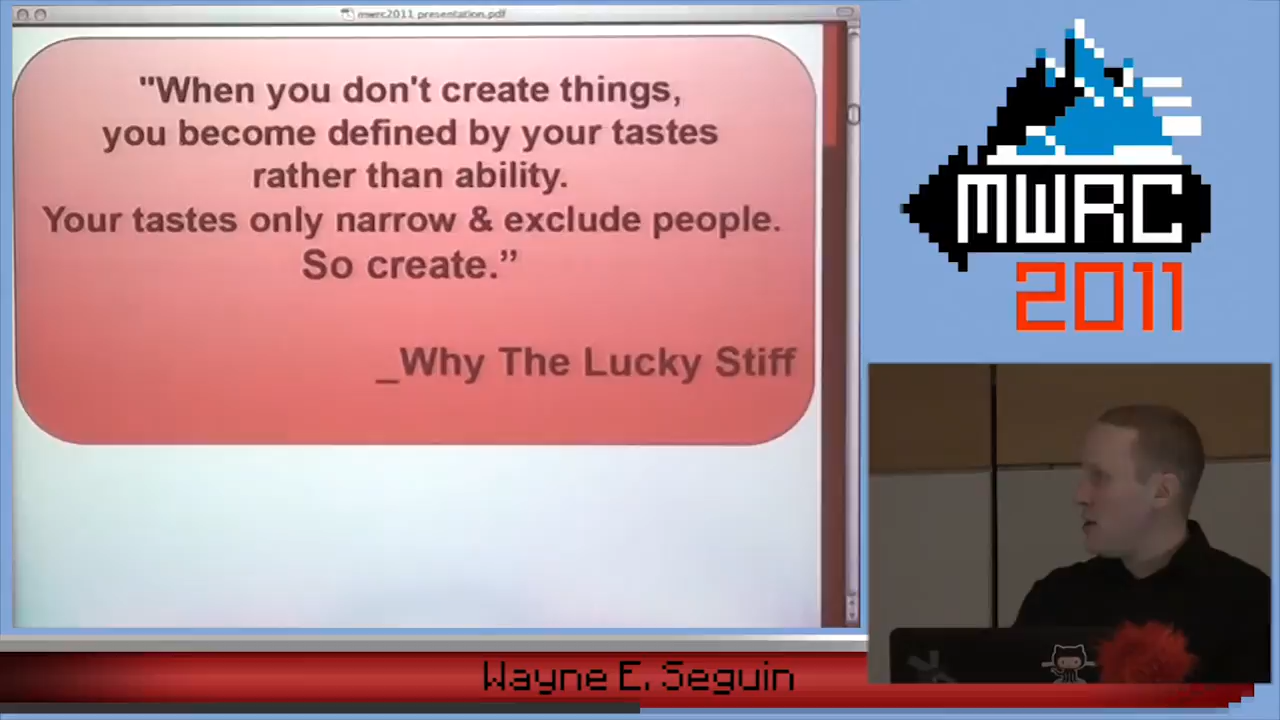 mwrc2011_presentation.pdf
"When you don't create things,
you become defined by your tastes
rather than ability.
Your tastes only narrow & exclude people.
So create.”
_Why The Lucky Stiff
MWRC
2011
Wayne E. Seguin